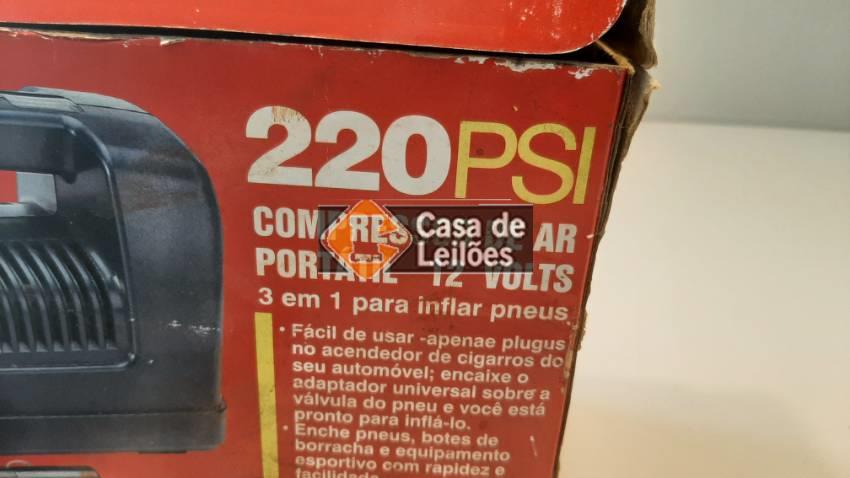 220PSI
AR
12 VOLTS
Casa de
Leilões
3 em 1 para inflar pneus
• Fácil de usar -apenae plugus
no acendedor de cigarros do
seu automóvel; encaixe o
adaptador universal sobre a
válvula do pneu e você está
pronto para inflá-lo.
• Enche pneus, botes de
borracha e equipamento
esportivo com rapidez e
facilidade